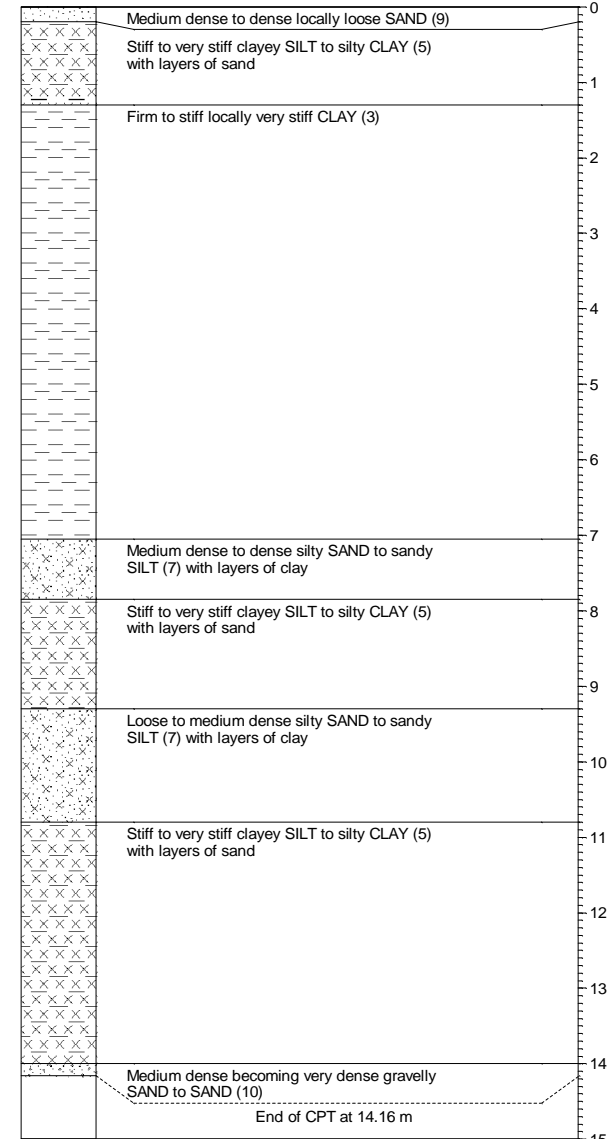 0
Medium dense to dense locally loose SAND (9)
Stiff to very stiff clayey SILT to silty CLAY (5)
with layers of sand
1
Firm to stiff locally very stiff CLAY (3)
2
3
4
5
6
7
Medium dense to dense silty SAND to sandy
SILT (7) with layers of clay
8
Stiff to very stiff clayey SILT to silty CLAY (5)
with layers of sand
9
Loose to medium dense silty SAND to sandy
SILT (7) with layers of clay
10
11
Stiff to very stiff clayey SILT to silty CLAY (5)
with layers of sand
12
13
14
Medium dense becoming very dense gravelly
SAND to SAND (10)
End of CPT at 14.16 m
15